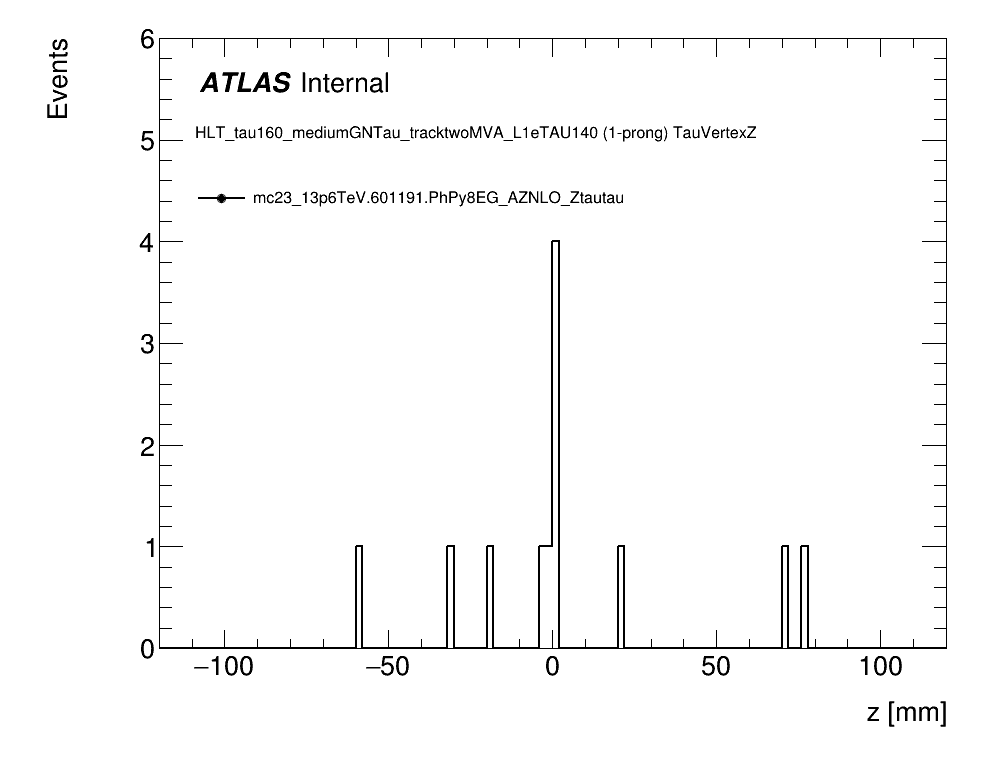 Events
6
5
4
3
2
1
0
ATLAS Internal
HLT_tau160_mediumGNTau_tracktwoMVA_L1eTAU140 (1-prong) TauVertexZ
mc23_13p6TeV.601191.PhPy8EG_AZNLO_Ztautau
−100 −50 0 50 100
z [mm]